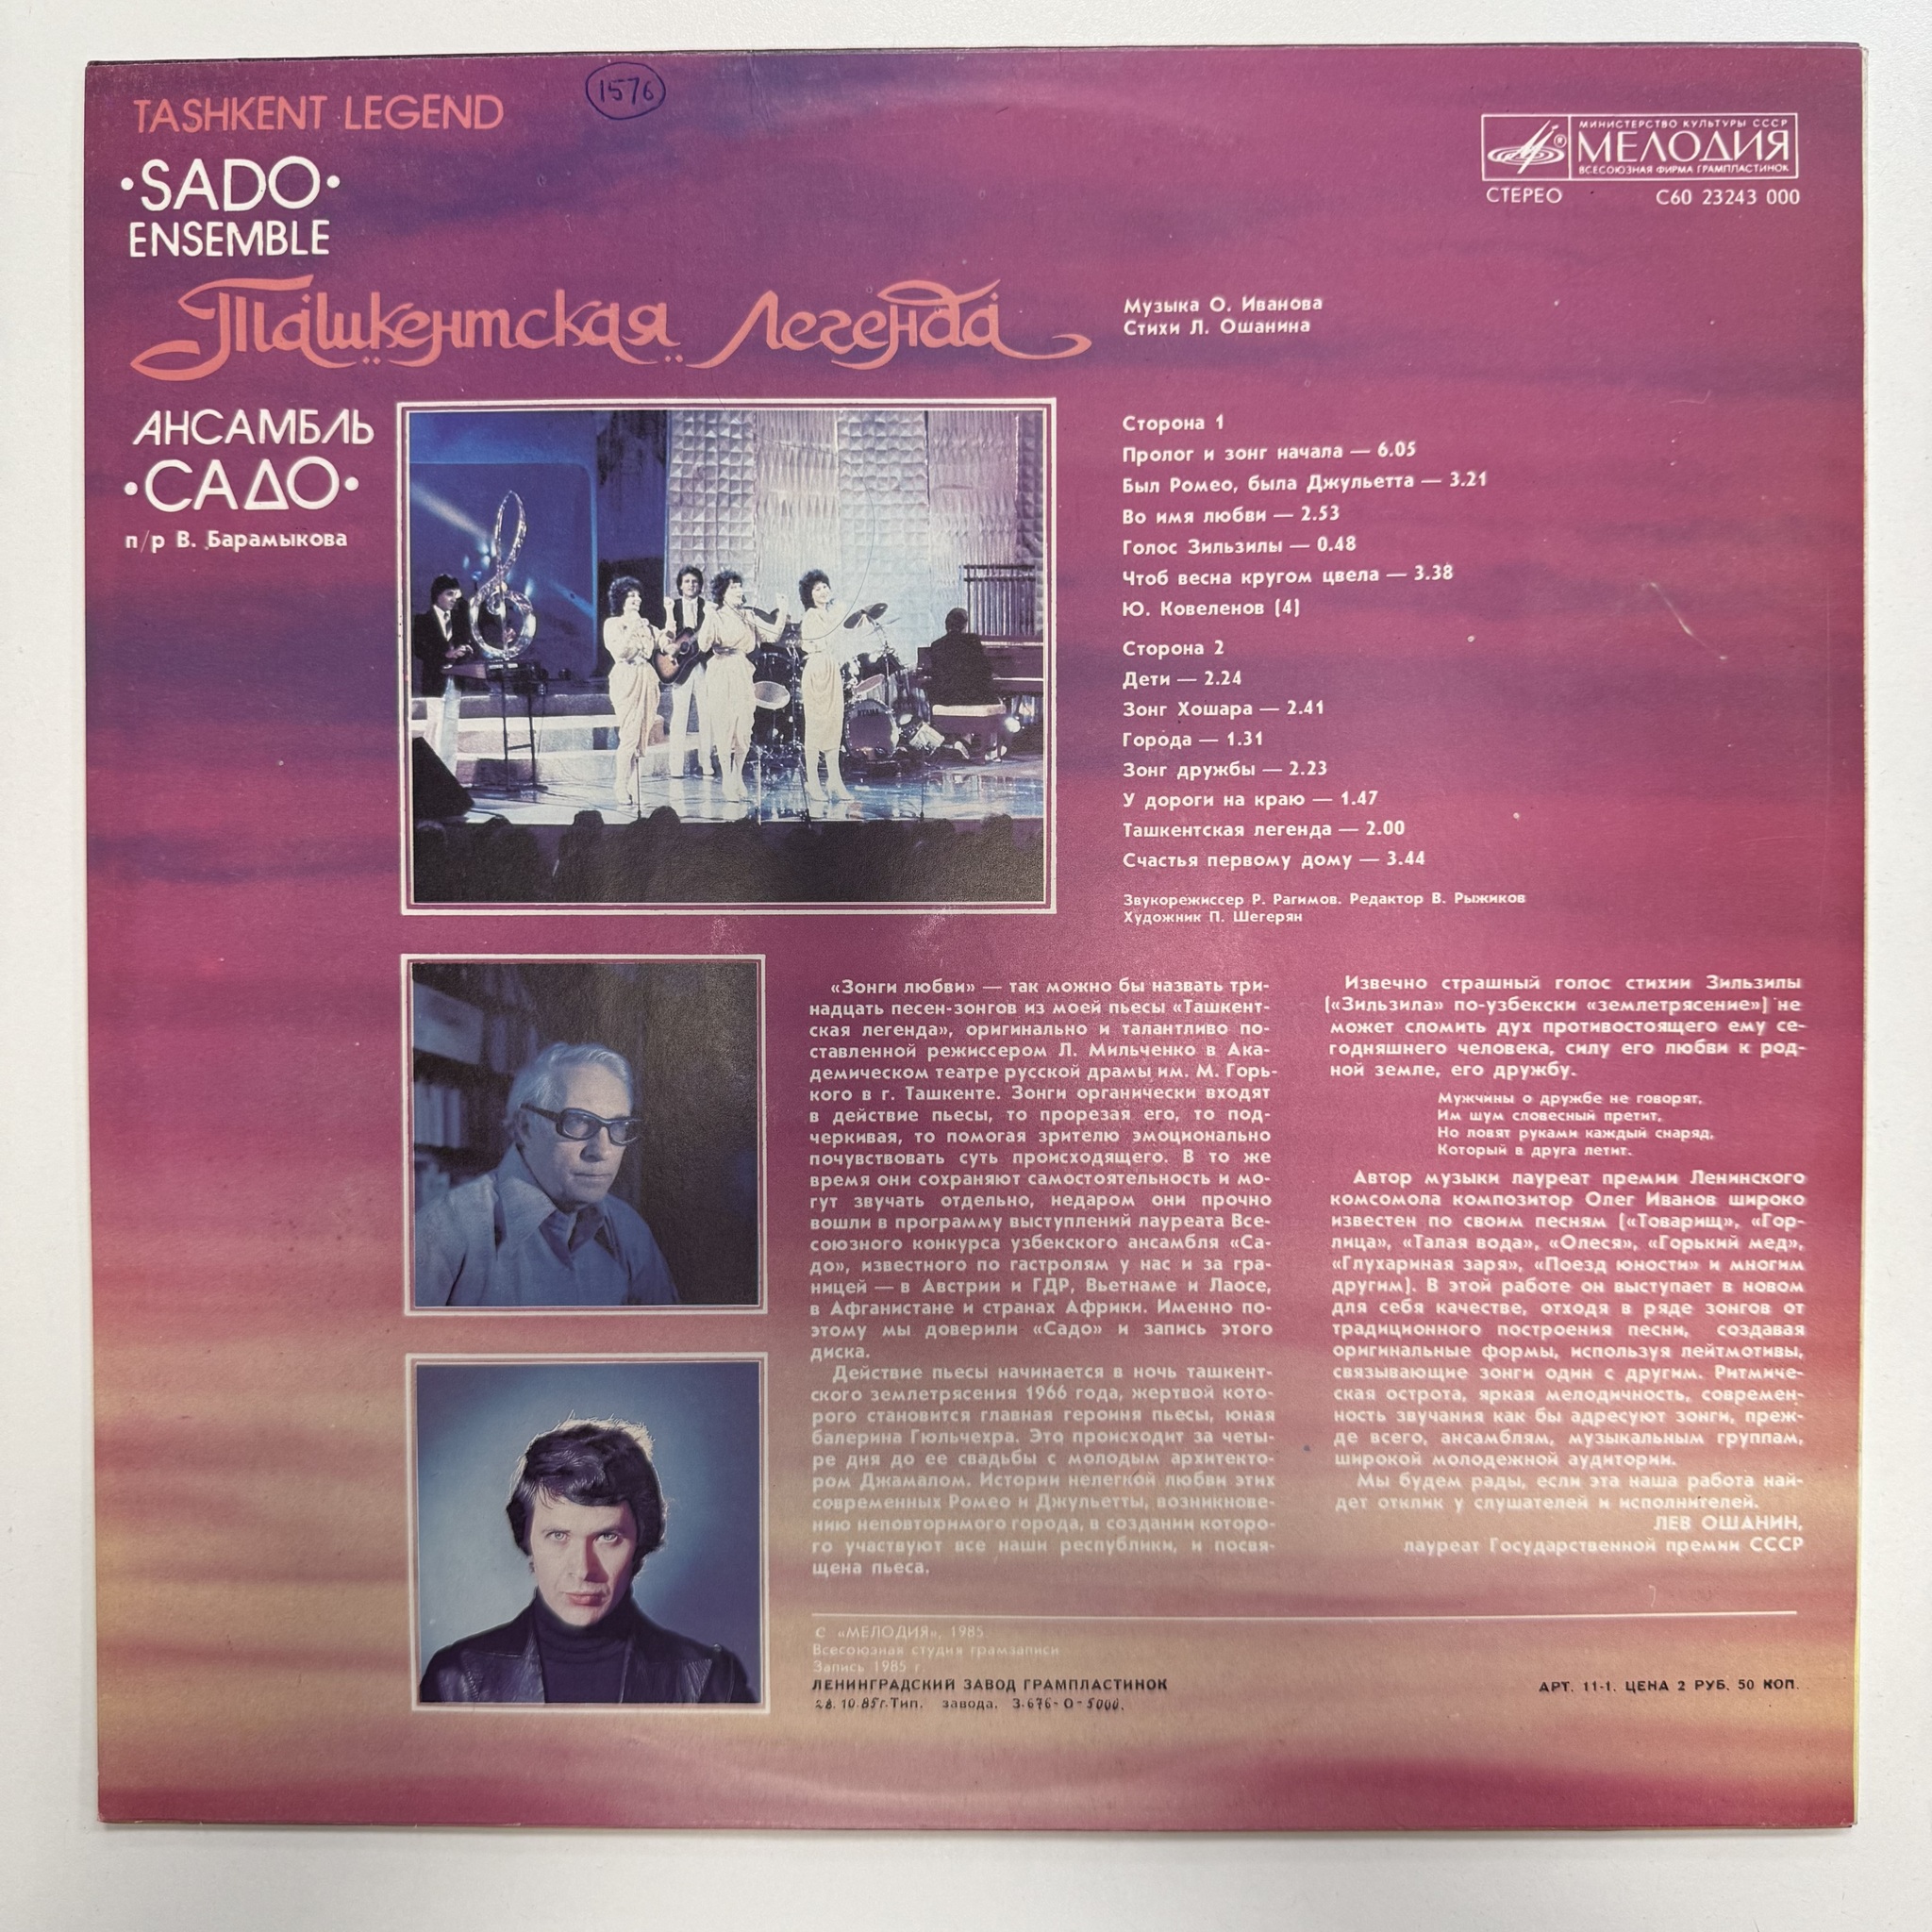 TASHKENT LEGEND
1576
·SADO·
ENSEMBLE
Ташкентская Легенда
АНСАМБЛЬ
·САДО·
п/р В. Барамыкова
МИНИСТЕРСТВО КУЛЬТУРЫ СССР
МЕЛОДИЯ
ВСЕСОЮЗНАЯ ФИРМА ГРАМПЛАСТИНОК
СТЕРЕО С60 23243 000
Музыка О. Иванова
Стихи Л. Ошанина
Сторона 1
Пролог и зонг начала — 6.05
Был Ромео, была Джульетта — 3.21
Во имя любви — 2.53
Голос Зильзилы — 0.48
Чтоб весна кругом цвела — 3.38
Ю. Ковеленов (4)
Сторона 2
Дети — 2.24
Зонг Хошара — 2.41
Города — 1.31
Зонг дружбы — 2.23
У дороги на краю — 1.47
Ташкентская легенда — 2.00
Счастья первому дому — 3.44
Звукорежиссер Р. Рагимов. Редактор В. Рыжиков
Художник П. Шегерян
«Зонги любви» — так можно бы назвать три-
надцать песен-зонгов из моей пьесы «Ташкент-
ская легенда», оригинально и талантливо по-
ставленной режиссером Л. Мильченко в Ака-
демическом театре русской драмы им. М. Горь-
кого в г. Ташкенте. Зонги органически входят
в действие пьесы, то прорезая его, то под-
черкивая, то помогая зрителю эмоционально
почувствовать суть происходящего. В то же
время они сохраняют самостоятельность и мо-
гут звучать отдельно, недаром они прочно
вошли в программу выступлений лауреата Все-
союзного конкурса узбекского ансамбля «Са-
до», известного по гастролям у нас и за гра-
ницей — в Австрии и ГДР, Вьетнаме и Лаосе,
в Афганистане и странах Африки. Именно по-
этому мы доверили «Садо» и запись этого
диска.
Действие пьесы начинается в ночь ташкент-
ского землетрясения 1966 года, жертвой кото-
рого становится главная героиня пьесы, юная
балерина Гюльчехра. Это происходит за четы-
ре дня до ее свадьбы с молодым архитекто-
ром Джамалом. Истории нелегкой любви этих
современных Ромео и Джульетты, возникнове-
нию неповторимого города, в создании которо-
го участвуют все наши республики, и посвя-
щена пьеса.
Извечно страшный голос стихии Зильзилы
(«Зильзила» по-узбекски «землетрясение») не
может сломить дух противостоящего ему се-
годняшнего человека, силу его любви к род-
ной земле, его дружбу.
Мужчины о дружбе не говорят,
Им шум словесный претит,
Но ловят руками каждый снаряд,
Который в друга летит.
Автор музыки лауреат премии Ленинского
комсомола композитор Олег Иванов широко
известен по своим песням («Товарищ», «Гор-
лица», «Талая вода», «Олеся», «Горький мед»,
«Глухариная заря», «Поезд юности» и многим
другим). В этой работе он выступает в новом
для себя качестве, отходя в ряде зонгов от
традиционного построения песни, создавая
оригинальные формы, используя лейтмотивы,
связывающие зонги один с другим. Ритмиче-
ская острота, яркая мелодичность, современ-
ность звучания как бы адресуют зонги, преж-
де всего, ансамблям, музыкальным группам,
широкой молодежной аудитории.
Мы будем рады, если эта наша работа най-
дет отклик у слушателей и исполнителей.
ЛЕВ ОШАНИН,
лауреат Государственной премии СССР
С «МЕЛОДИЯ», 1985
Всесоюзная студия грамзаписи
Запись 1985 г.
ЛЕНИНГРАДСКИЙ ЗАВОД ГРАМПЛАСТИНОК
28.10.85г. Тип. завода. З.676-О-5000.
АРТ. 11-1. ЦЕНА 2 РУБ. 50 КОП.